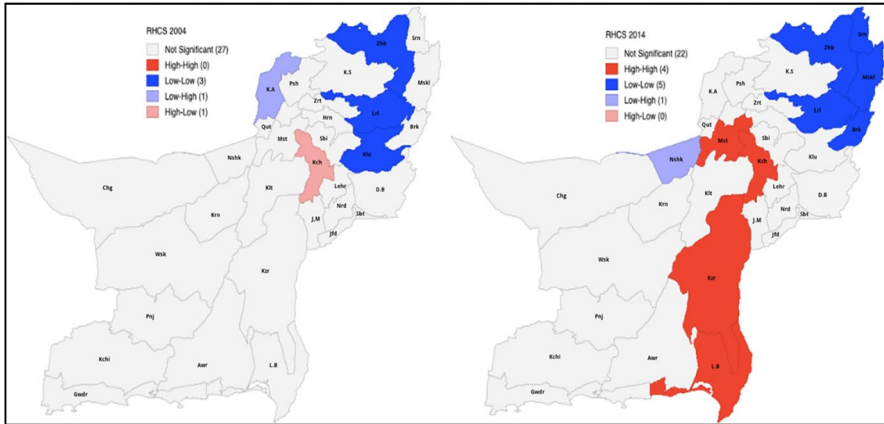 RHCS 2004
Not Significant (27)
High-High (0)
Low-Low (3)
Low-High (1)
High-Low (1)
Zhb
Srn
K.S
Mskl
K.A
Psh
Zrt
Lrl
Hrn
Qut
Brk
Mst
Sbi
Klu
Kch
Nshk
Chg
Klt
Lehr
D.B
Krn
Nrd
Sbt
J.M
Jfd
Wsk
Kzr
Pnj
Kchi
Awr
L.B
Gwdr
RHCS 2014
Not Significant (22)
High-High (4)
Low-Low (5)
Low-High (1)
High-Low (0)
Srn
Zhb
K.S
Mskl
K.A
Psh
Zrt
Lrl
Hrn
Qut
Brk
Mst
Sbi
Klu
Nshk
Kch
Chg
Klt
Lehr
D.B
Krn
Nrd
Sbt
J.M
Jfd
Wsk
Kzr
Pnj
Kchi
Awr
L.B
Gwdr